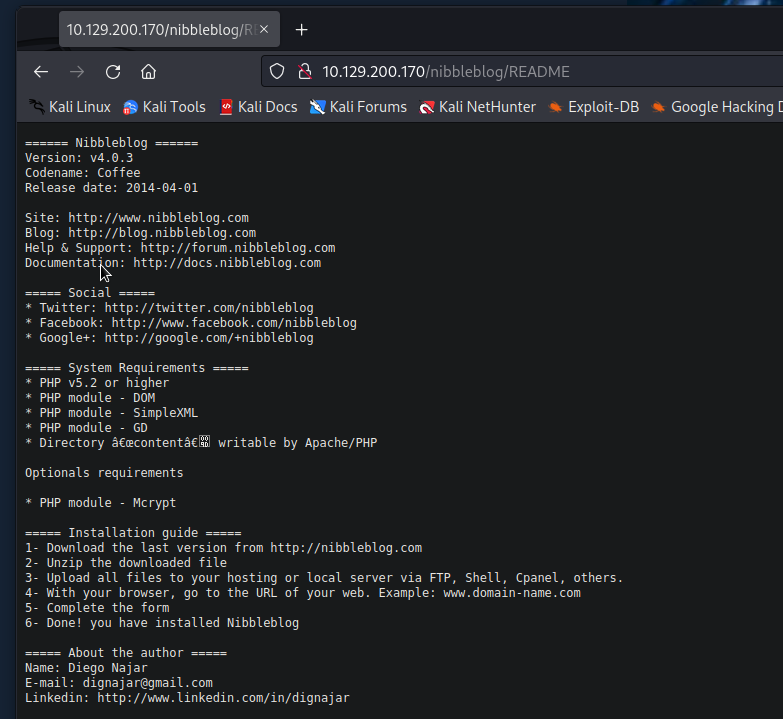 10.129.200.170/nibbleblog/R
10.129.200.170/nibbleblog/README
Kali Linux Kali Tools Kali Docs Kali Forums Kali NetHunter Exploit-DB Google Hacking D
====== Nibbleblog ======
Version: v4.0.3
Codename: Coffee
Release date: 2014-04-01
Site: http://www.nibbleblog.com
Blog: http://blog.nibbleblog.com
Help & Support: http://forum.nibbleblog.com
Documentation: http://docs.nibbleblog.com
===== Social =====
* Twitter: http://twitter.com/nibbleblog
* Facebook: http://www.facebook.com/nibbleblog
* Google+: http://google.com/+nibbleblog
===== System Requirements =====
* PHP v5.2 or higher
* PHP module - DOM
* PHP module - SimpleXML
* PHP module - GD
* Directory â€œcontentâ€ writable by Apache/PHP
Optionals requirements
* PHP module - Mcrypt
===== Installation guide =====
1- Download the last version from http://nibbleblog.com
2- Unzip the downloaded file
3- Upload all files to your hosting or local server via FTP, Shell, Cpanel, others.
4- With your browser, go to the URL of your web. Example: www.domain-name.com
5- Complete the form
6- Done! you have installed Nibbleblog
===== About the author =====
Name: Diego Najar
E-mail: dignajar@gmail.com
Linkedin: http://www.linkedin.com/in/dignajar